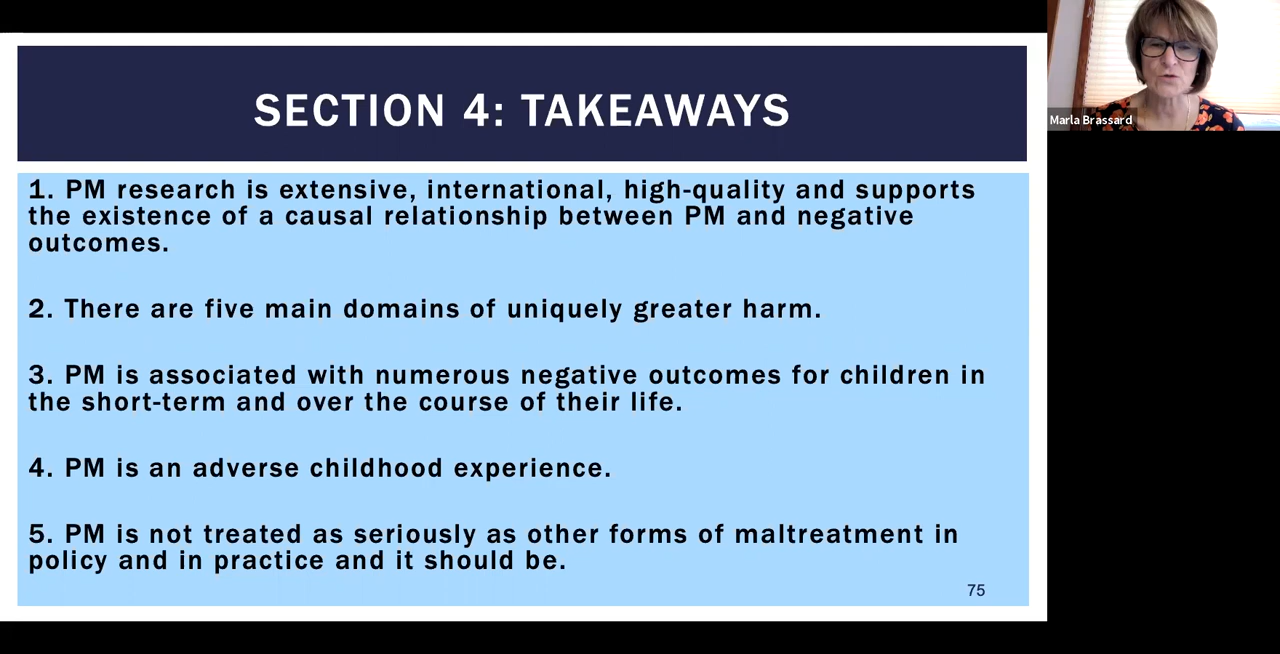 SECTION 4: TAKEAWAYS
Marla Brassard
1. PM research is extensive, international, high-quality and supports
the existence of a causal relationship between PM and negative
outcomes.
2. There are five main domains of uniquely greater harm.
3. PM is associated with numerous negative outcomes for children in
the short-term and over the course of their life.
4. PM is an adverse childhood experience.
5. PM is not treated as seriously as other forms of maltreatment in
policy and in practice and it should be.
75